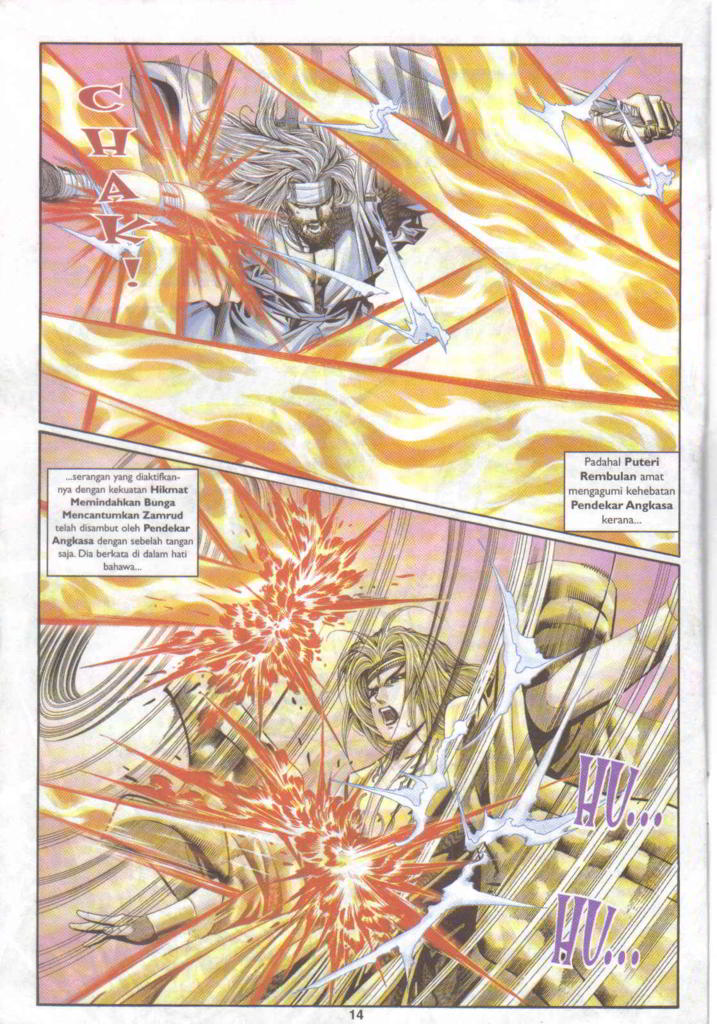 CHAK!
Padahal Puteri
Rembulan amat
mengagumi kehebatan
Pendekar Angkasa
kerana...
...serangan yang diaktifkan-
nya dengan kekuatan Hikmat
Memindahkan Bunga
Mencantumkan Zamrud
telah disambut oleh Pendekar
Angkasa dengan sebelah tangan
saja. Dia berkata di dalam hati
bahawa...
HU...
HU...
14